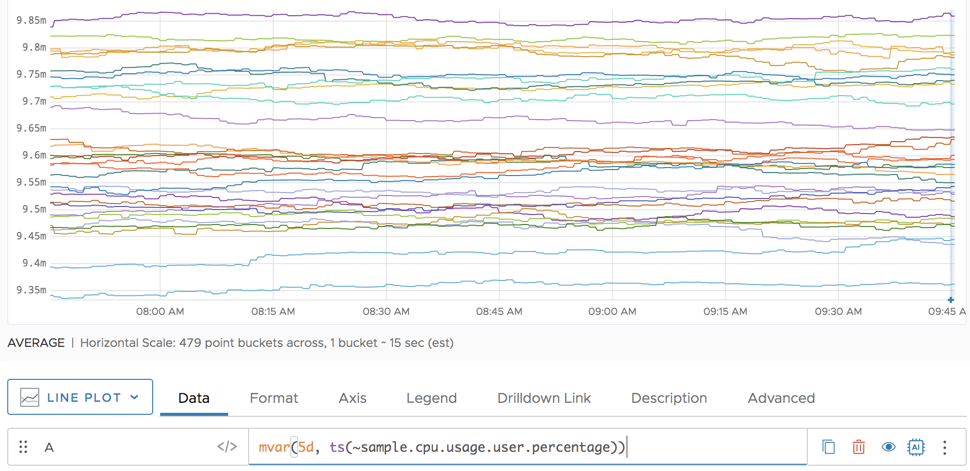 9.85m
9.8m
9.75m
9.7m
9.65m
9.6m
9.55m
9.5m
9.45m
9.4m
9.35m
08:00 AM 08:15 AM 08:30 AM 08:45 AM 09:00 AM 09:15 AM 09:30 AM 09:45 A
AVERAGE | Horizontal Scale: 479 point buckets across, 1 bucket ~ 15 sec (est)
LINE PLOT Data Format Axis Legend Drilldown Link Description Advanced
A </> mvar(5d, ts(~sample.cpu.usage.user.percentage)) AI